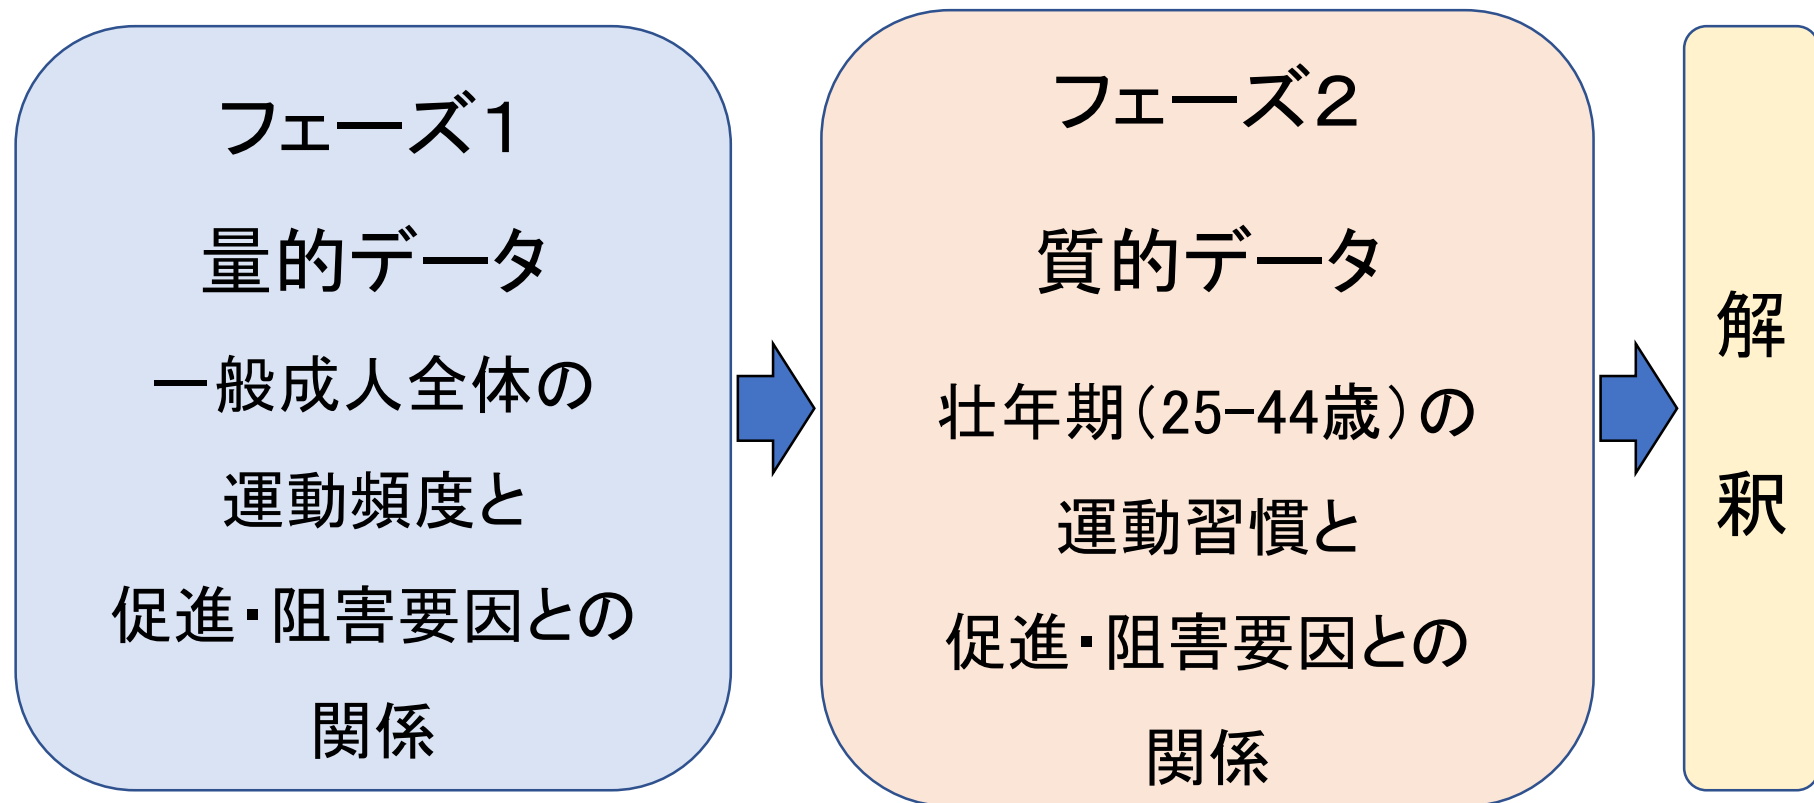 フェーズ１
量的データ
一般成人全体の
運動頻度と
促進・阻害要因との
関係
フェーズ２
質的データ
壮年期(25-44歳)の
運動習慣と
促進・阻害要因との
関係
解
釈